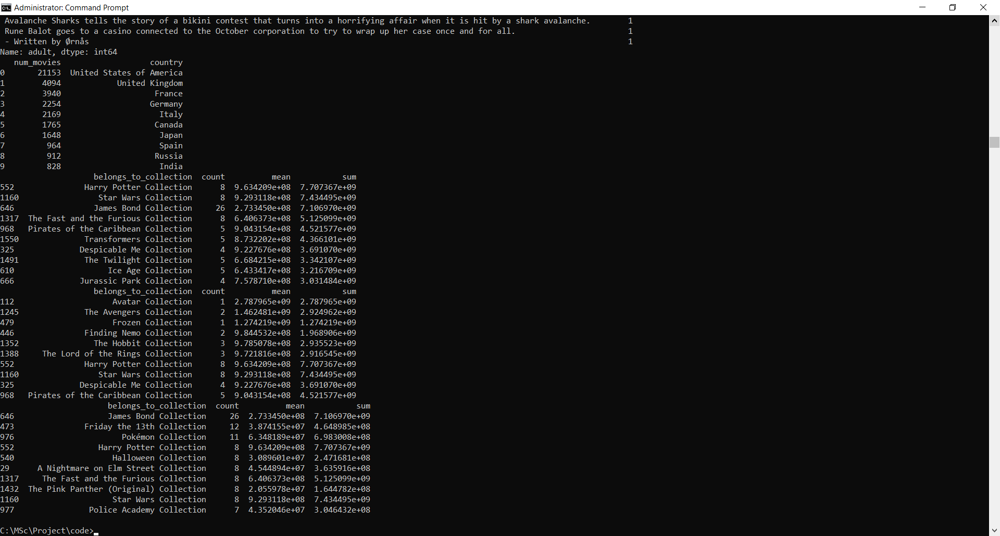 Administrator: Command Prompt
Avalanche Sharks tells the story of a bikini contest that turns into a horrifying affair when it is hit by a shark avalanche. 1
Rune Balot goes to a casino connected to the October corporation to try to wrap up her case once and for all. 1
- Written by Ørnås 1
Name: adult, dtype: int64
num_movies country
0 21153 United States of America
1 4094 United Kingdom
2 3940 France
3 2254 Germany
4 2169 Italy
5 1765 Canada
6 1648 Japan
7 964 Spain
8 912 Russia
9 828 India
belongs_to_collection count mean sum
552 Harry Potter Collection 8 9.634209e+08 7.707367e+09
1160 Star Wars Collection 8 9.293118e+08 7.434495e+09
646 James Bond Collection 26 2.733450e+08 7.106970e+09
1317 The Fast and the Furious Collection 8 6.406373e+08 5.125099e+09
968 Pirates of the Caribbean Collection 5 9.043154e+08 4.521577e+09
1550 Transformers Collection 5 8.732202e+08 4.366101e+09
325 Despicable Me Collection 4 9.227676e+08 3.691070e+09
1491 The Twilight Collection 5 6.684215e+08 3.342107e+09
610 Ice Age Collection 5 6.433417e+08 3.216709e+09
666 Jurassic Park Collection 4 7.578710e+08 3.031484e+09
belongs_to_collection count mean sum
112 Avatar Collection 1 2.787965e+09 2.787965e+09
1245 The Avengers Collection 2 1.462481e+09 2.924962e+09
479 Frozen Collection 1 1.274219e+09 1.274219e+09
446 Finding Nemo Collection 2 9.844532e+08 1.968906e+09
1352 The Hobbit Collection 3 9.785078e+08 2.935523e+09
1388 The Lord of the Rings Collection 3 9.721816e+08 2.916545e+09
552 Harry Potter Collection 8 9.634209e+08 7.707367e+09
1160 Star Wars Collection 8 9.293118e+08 7.434495e+09
325 Despicable Me Collection 4 9.227676e+08 3.691070e+09
968 Pirates of the Caribbean Collection 5 9.043154e+08 4.521577e+09
belongs_to_collection count mean sum
646 James Bond Collection 26 2.733450e+08 7.106970e+09
473 Friday the 13th Collection 12 3.874155e+07 4.648985e+08
976 Pokémon Collection 11 6.348189e+07 6.983008e+08
552 Harry Potter Collection 8 9.634209e+08 7.707367e+09
540 Halloween Collection 8 3.089601e+07 2.471681e+08
29 A Nightmare on Elm Street Collection 8 4.544894e+07 3.635916e+08
1317 The Fast and the Furious Collection 8 6.406373e+08 5.125099e+09
1432 The Pink Panther (Original) Collection 8 2.055978e+07 1.644782e+08
1160 Star Wars Collection 8 9.293118e+08 7.434495e+09
977 Police Academy Collection 7 4.352046e+07 3.046432e+08
C:\MSc\Project\code>